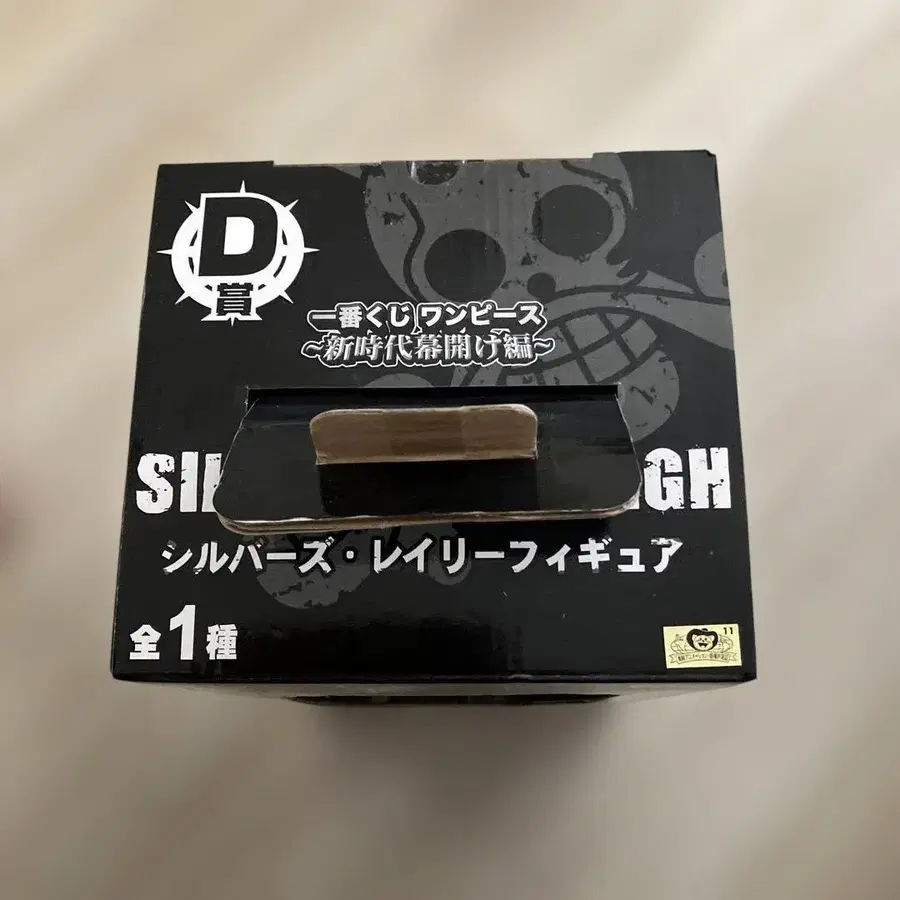 D
賞
一番くじ ワンピース
~新時代幕開け編~
シルバーズ・レイリーフィギュア
全1種
11